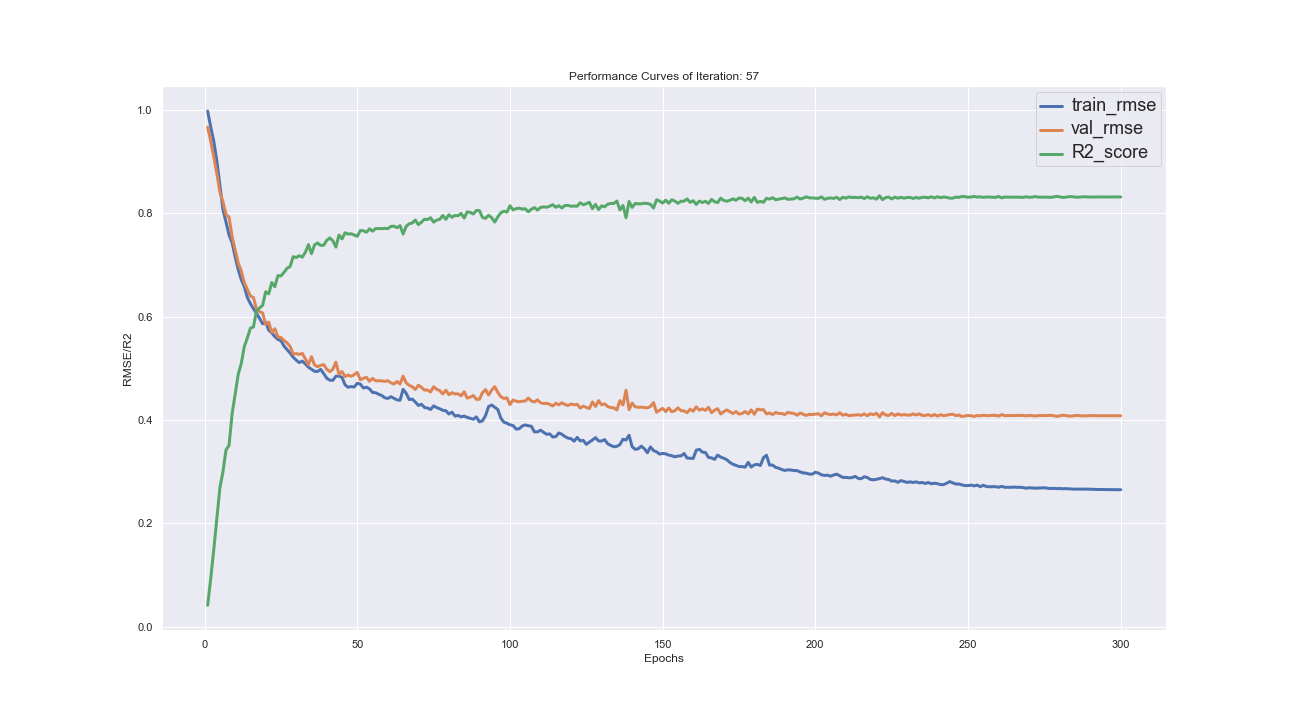 Performance Curves of Iteration: 57
train_rmse
val_rmse
R2_score
RMSE/R2
1.0
0.8
0.6
0.4
0.2
0.0
0 50 100 150 200 250 300
Epochs